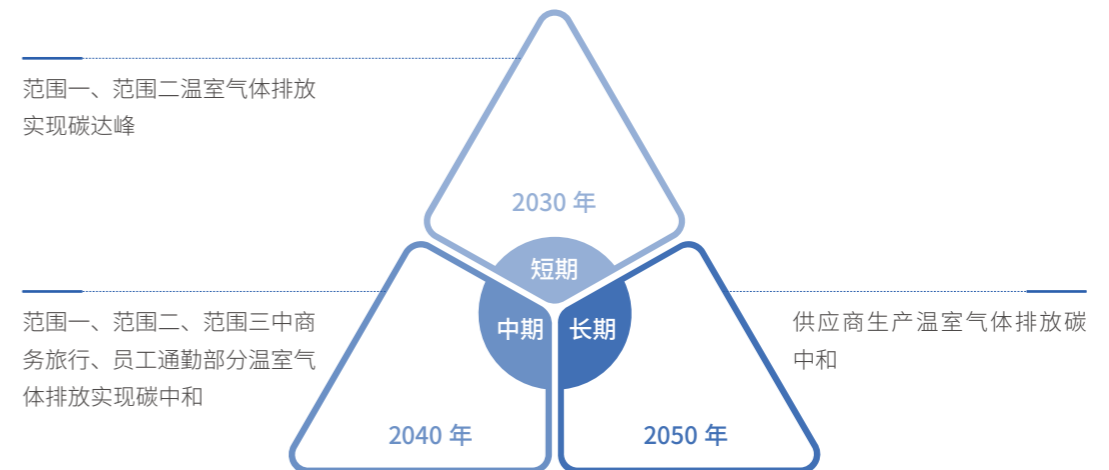 范围一、范围二温室气体排放
实现碳达峰
2030 年
短期
中期
长期
范围一、范围二、范围三中商
务旅行、员工通勤部分温室气
体排放实现碳中和
供应商生产温室气体排放碳
中和
2040 年
2050 年